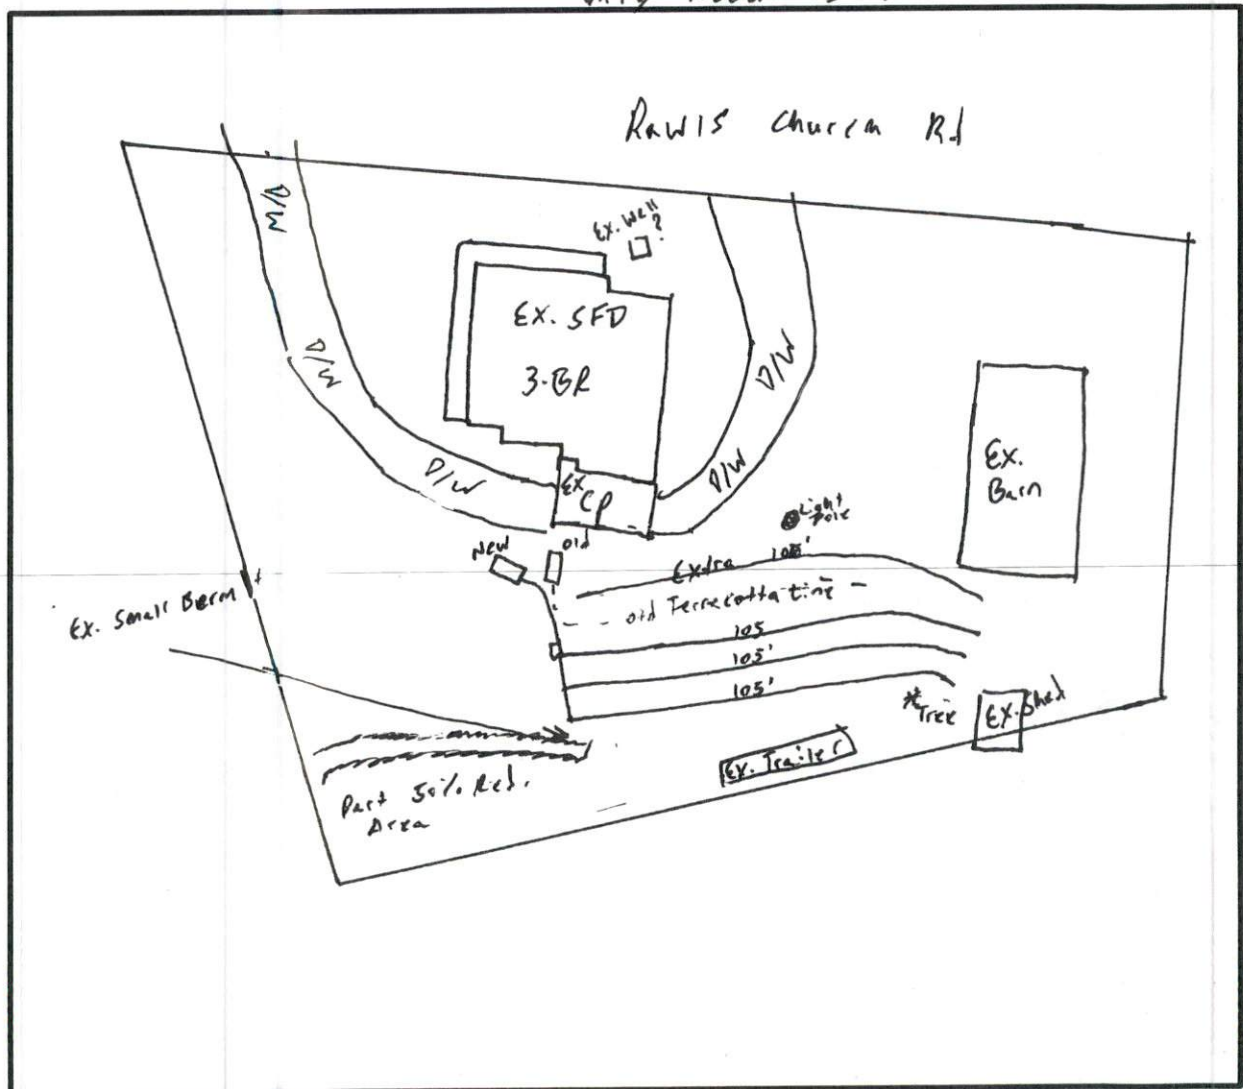 Rawls Church Rd
D/W
Ex. Well
?
Ex. SFD
3-BR
D/W
D/W
D/W
D/W
Ex.
Barn
Ex
CP
Light
Pole
New
Old
Extra 105'
Old Terracotta Line
Ex. Small Berm
105
105'
105'
Tree
Ex. Shed
Ex. Trailer
Part 50% Red.
Area